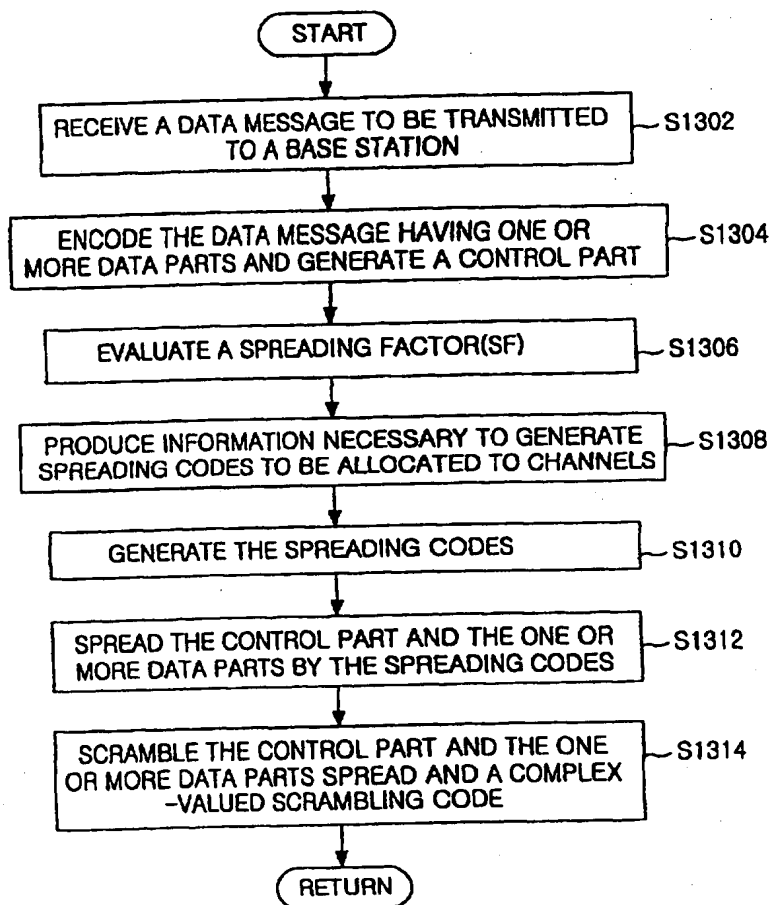 START
RECEIVE A DATA MESSAGE TO BE TRANSMITTED
TO A BASE STATION
S1302
ENCODE THE DATA MESSAGE HAVING ONE OR
MORE DATA PARTS AND GENERATE A CONTROL PART
S1304
EVALUATE A SPREADING FACTOR(SF)
S1306
PRODUCE INFORMATION NECESSARY TO GENERATE
SPREADING CODES TO BE ALLOCATED TO CHANNELS
S1308
GENERATE THE SPREADING CODES
S1310
SPREAD THE CONTROL PART AND THE ONE OR
MORE DATA PARTS BY THE SPREADING CODES
S1312
SCRAMBLE THE CONTROL PART AND THE ONE
OR MORE DATA PARTS SPREAD AND A COMPLEX
-VALUED SCRAMBLING CODE
S1314
RETURN